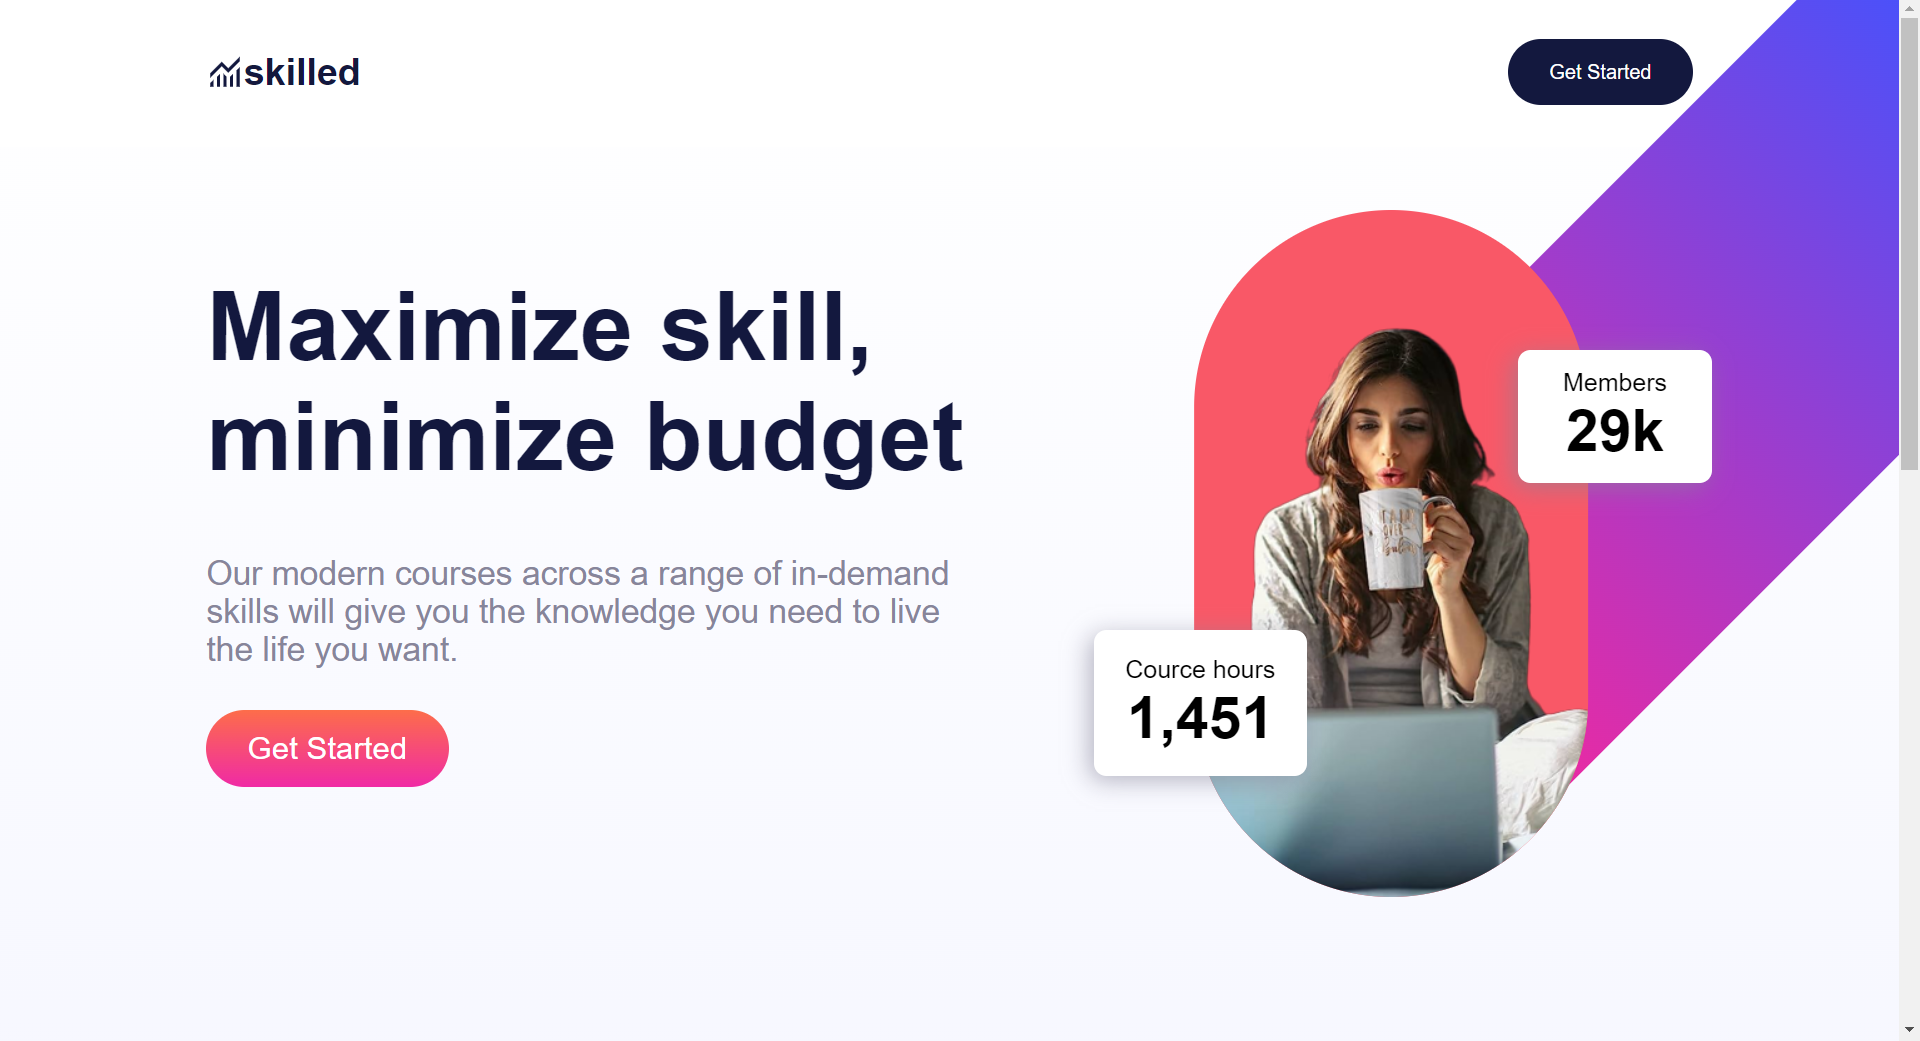 skilled
Get Started
Maximize skill,
minimize budget
Our modern courses across a range of in-demand
skills will give you the knowledge you need to live
the life you want.
Get Started
Members
29k
Cource hours
1,451